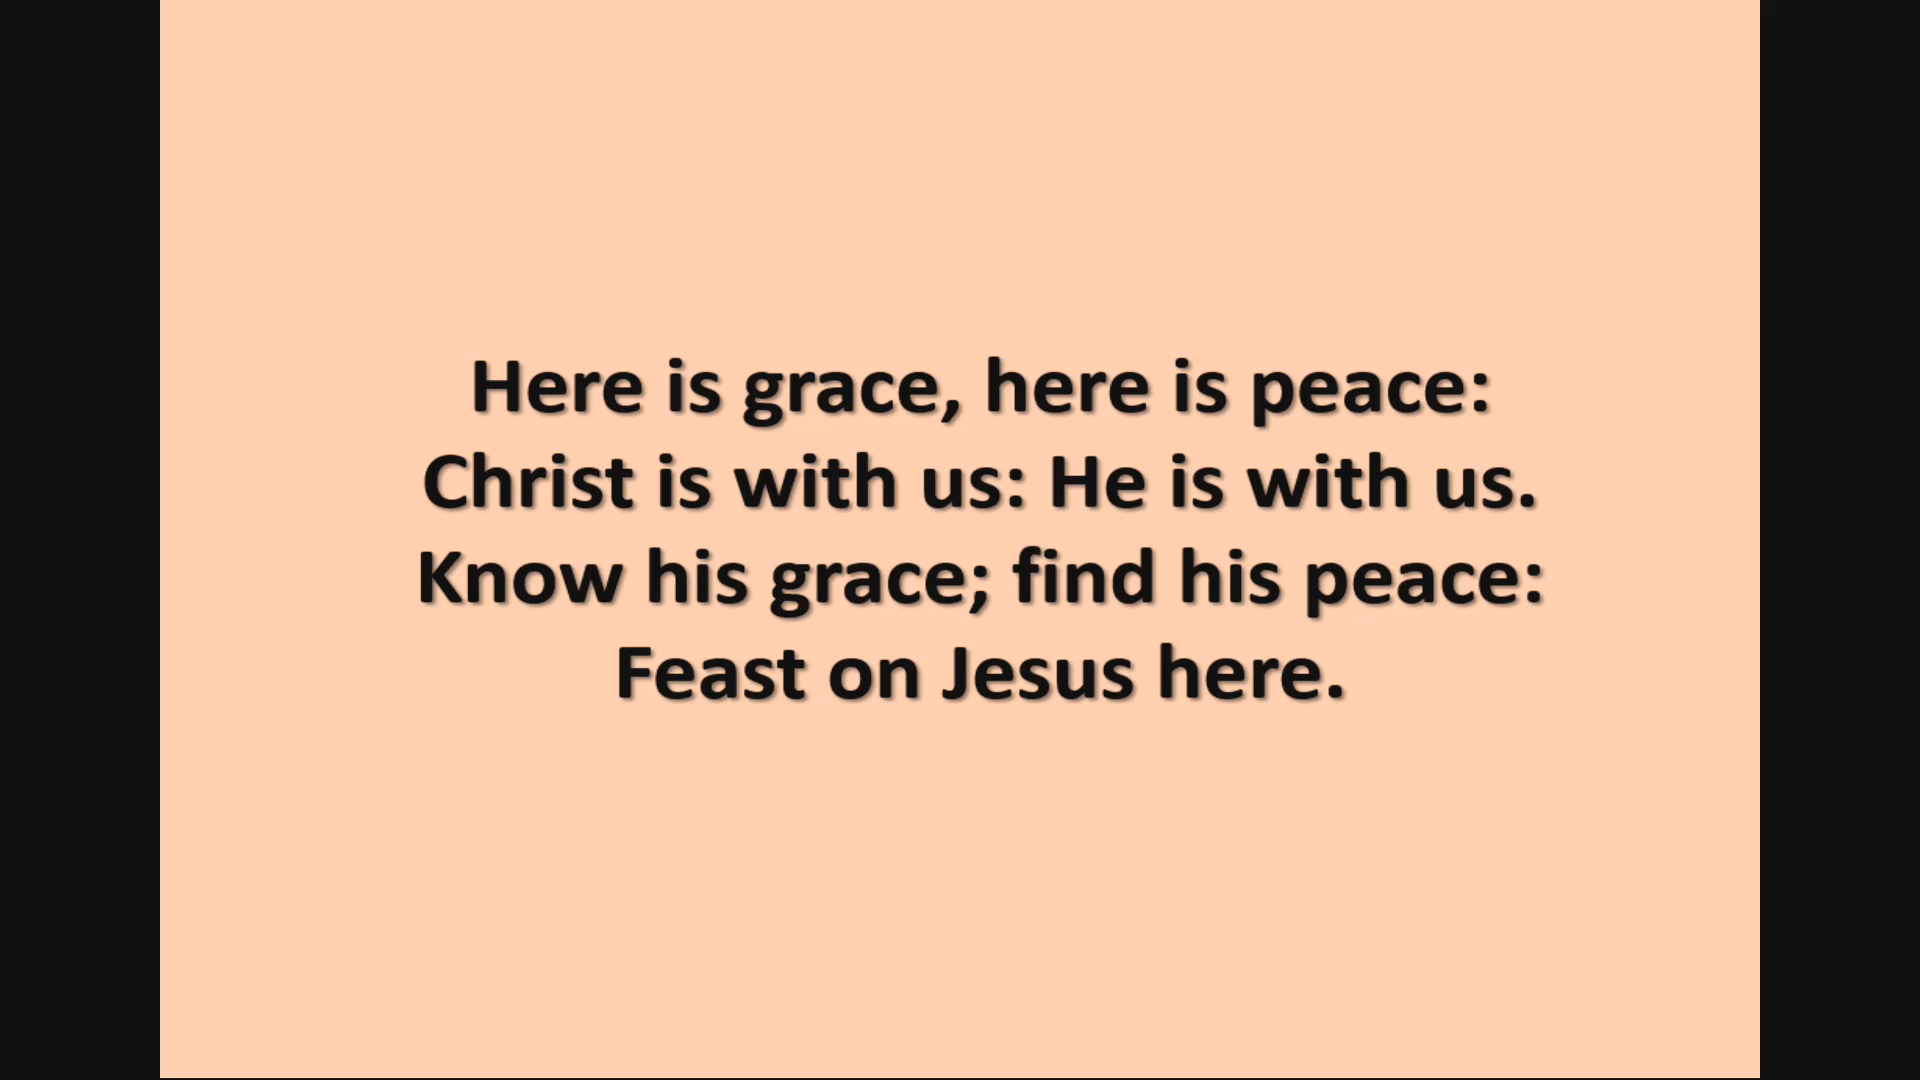 Here is grace, here is peace:
Christ is with us: He is with us.
Know his grace; find his peace:
Feast on Jesus here.